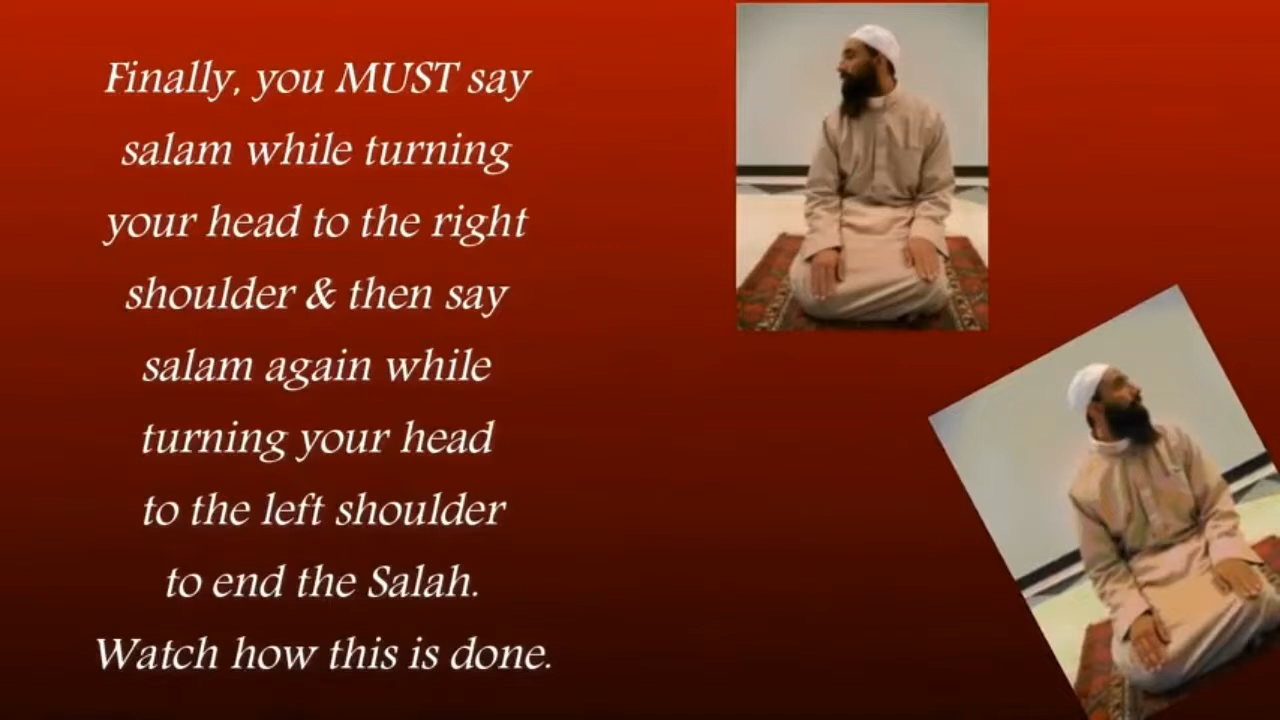 Finally, you MUST say
salam while turning
your head to the right
shoulder & then say
salam again while
turning your head
to the left shoulder
to end the Salah.
Watch how this is done.